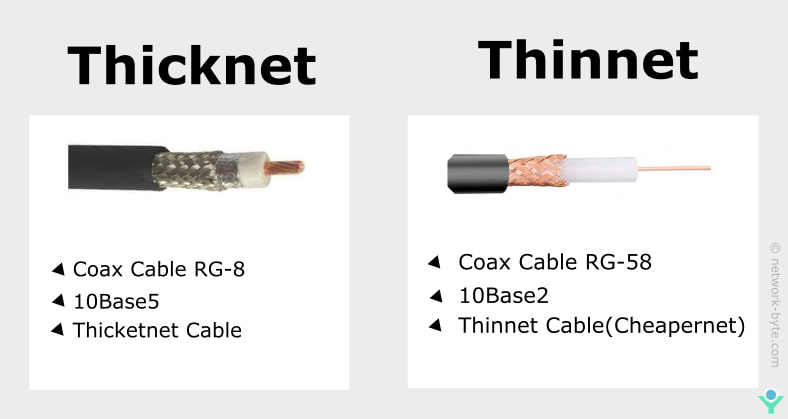 Thicknet
Coax Cable RG-8
10Base5
Thicketnet Cable
Thinnet
Coax Cable RG-58
10Base2
Thinnet Cable(Cheapernet)
© network-byte.com